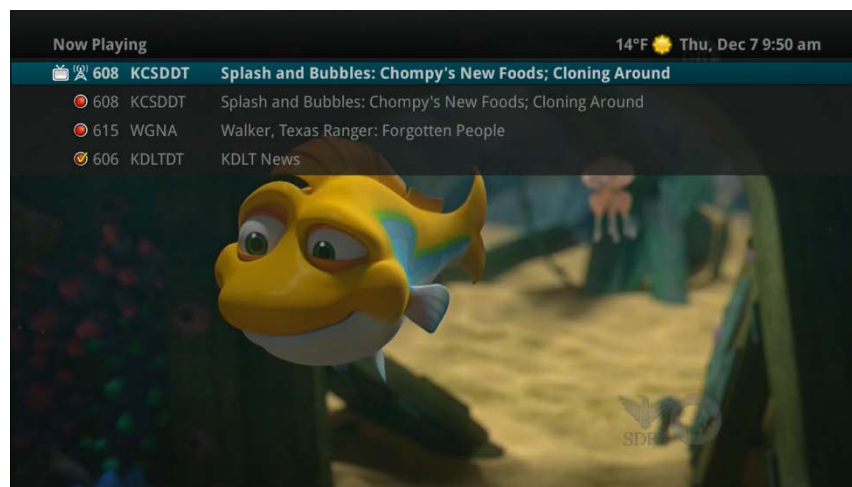 Now Playing 14°F Thu, Dec 7 9:50 am
608 KCSDDT Splash and Bubbles: Chompy's New Foods; Cloning Around
608 KCSDDT Splash and Bubbles: Chompy's New Foods; Cloning Around
615 WGNA Walker, Texas Ranger: Forgotten People
606 KDLTDT KDLT News